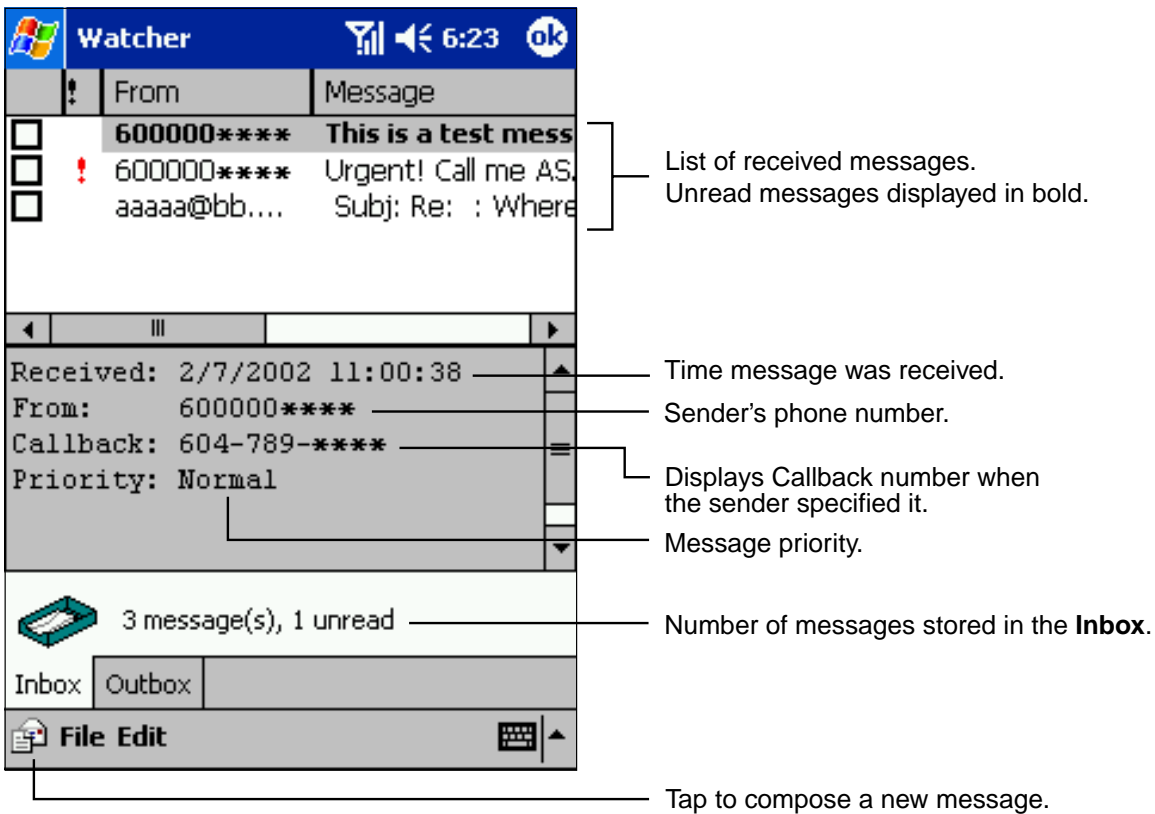 Watcher 6:23 ok
! From Message
600000**** This is a test mess
! 600000**** Urgent! Call me AS
aaaaa@bb.... Subj: Re: : Where
List of received messages.
Unread messages displayed in bold.
Received: 2/7/2002 11:00:38
Time message was received.
From: 600000****
Sender's phone number.
Callback: 604-789-****
Displays Callback number when
the sender specified it.
Priority: Normal
Message priority.
3 message(s), 1 unread
Number of messages stored in the Inbox.
Inbox Outbox
File Edit
Tap to compose a new message.